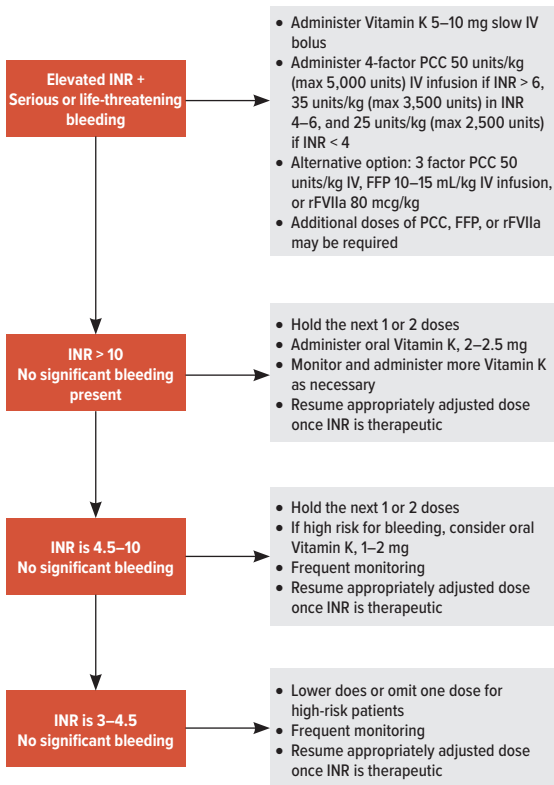 Elevated INR +
Serious or life-threatening
bleeding
• Administer Vitamin K 5–10 mg slow IV
bolus
• Administer 4-factor PCC 50 units/kg
(max 5,000 units) IV infusion if INR > 6,
35 units/kg (max 3,500 units) in INR
4–6, and 25 units/kg (max 2,500 units)
if INR < 4
• Alternative option: 3 factor PCC 50
units/kg IV, FFP 10–15 mL/kg IV infusion,
or rFVIIa 80 mcg/kg
• Additional doses of PCC, FFP, or rFVIIa
may be required
INR > 10
No significant bleeding
present
• Hold the next 1 or 2 doses
• Administer oral Vitamin K, 2–2.5 mg
• Monitor and administer more Vitamin K
as necessary
• Resume appropriately adjusted dose
once INR is therapeutic
INR is 4.5–10
No significant bleeding
• Hold the next 1 or 2 doses
• If high risk for bleeding, consider oral
Vitamin K, 1–2 mg
• Frequent monitoring
• Resume appropriately adjusted dose
once INR is therapeutic
INR is 3–4.5
No significant bleeding
• Lower does or omit one dose for
high-risk patients
• Frequent monitoring
• Resume appropriately adjusted dose
once INR is therapeutic